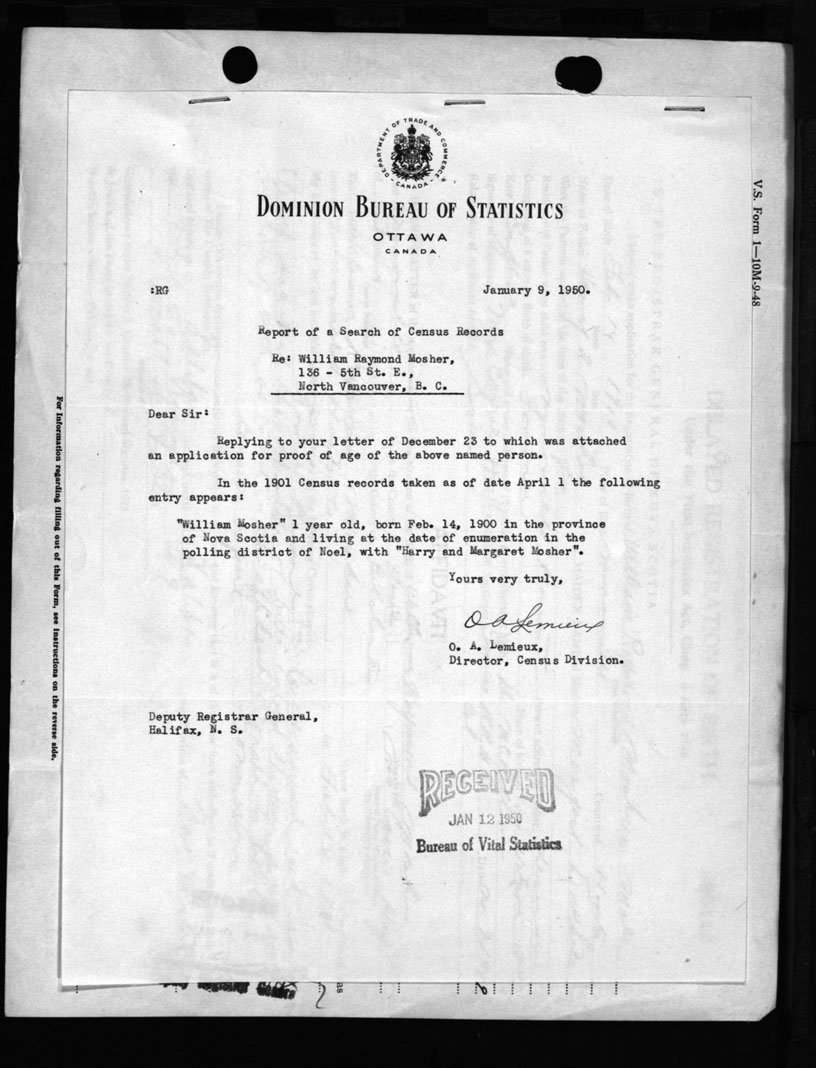 DEPARTMENT OF TRADE AND COMMERCE
CANADA
DOMINION BUREAU OF STATISTICS
OTTAWA
CANADA
V.S. Form 1—10M-9-48
:RG
January 9, 1950.
Report of a Search of Census Records
Re: William Raymond Mosher,
136 - 5th St. E.,
North Vancouver, B. C.
Dear Sir:
Replying to your letter of December 23 to which was attached
an application for proof of age of the above named person.
In the 1901 Census records taken as of date April 1 the following
entry appears:
"William Mosher" 1 year old, born Feb. 14, 1900 in the province
of Nova Scotia and living at the date of enumeration in the
polling district of Noel, with "Harry and Margaret Mosher".
Yours very truly,
O A Lemieux
O. A. Lemieux,
Director, Census Division.
Deputy Registrar General,
Halifax, N. S.
RECEIVED
JAN 12 1950
Bureau of Vital Statistics
For Information regarding filling out of this Form, see Instructions on the reverse side.